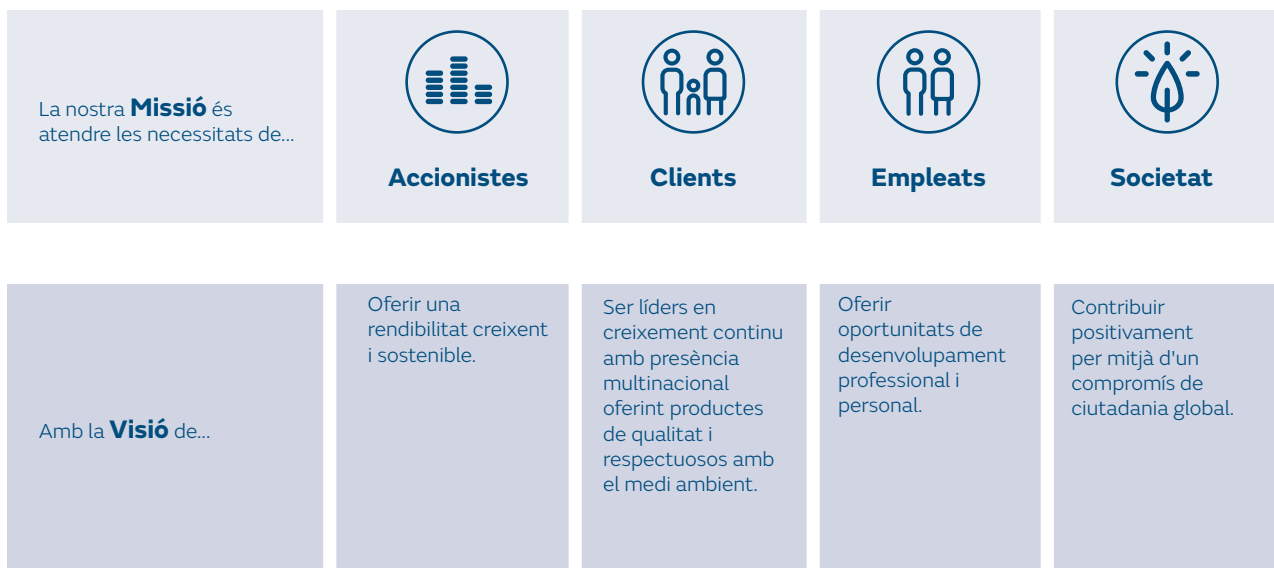 La nostra Missió és
atendre les necessitats de...
Accionistes
Clients
Empleats
Societat
Amb la Visió de...
Oferir una
rendibilitat creixent
i sostenible.
Ser líders en
creixement continu
amb presència
multinacional
oferint productes
de qualitat i
respectuosos amb
el medi ambient.
Oferir
oportunitats de
desenvolupament
professional i
personal.
Contribuir
positivament
per mitjà d'un
compromís de
ciutadania global.